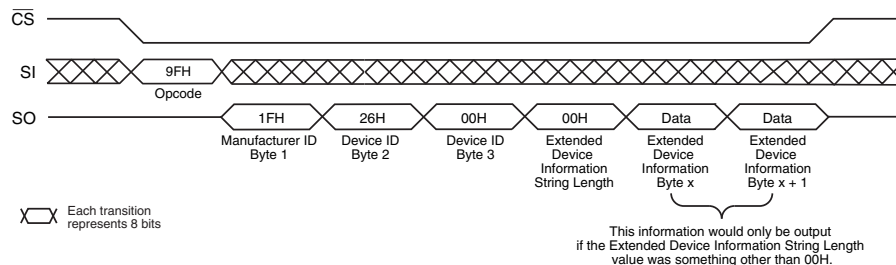 CS
SI
9FH
Opcode
SO
1FH
26H
00H
00H
Data
Data
Manufacturer ID
Byte 1
Device ID
Byte 2
Device ID
Byte 3
Extended
Device
Information
String Length
Extended
Device
Information
Byte x
Extended
Device
Information
Byte x + 1
Each transition
represents 8 bits
This information would only be output
if the Extended Device Information String Length
value was something other than 00H.